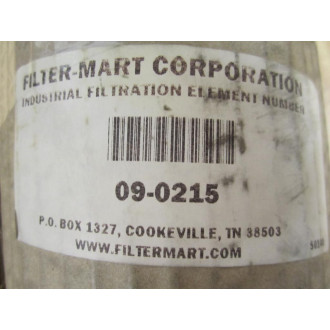 FILTER-MART CORPORATION
INDUSTRIAL FILTRATION ELEMENT NUMBER
09-0215
P.O. BOX 1327, COOKEVILLE, TN 38503
WWW.FILTERMART.COM